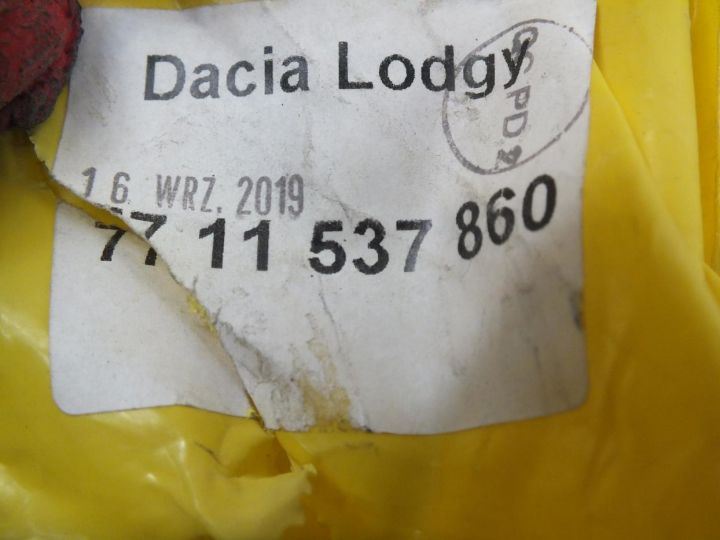 Dacia Lodgy
16 WRZ. 2019
77 11 537 860